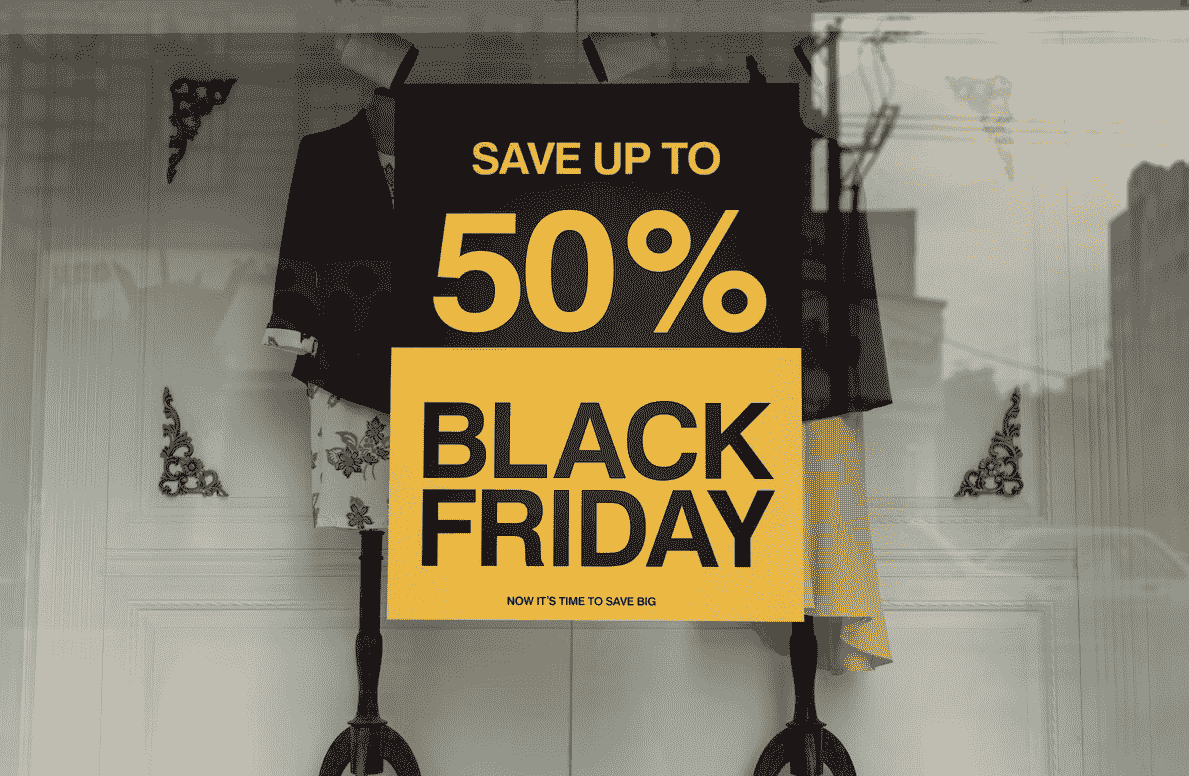 SAVE UP TO
50%
BLACK
FRIDAY
NOW IT'S TIME TO SAVE BIG